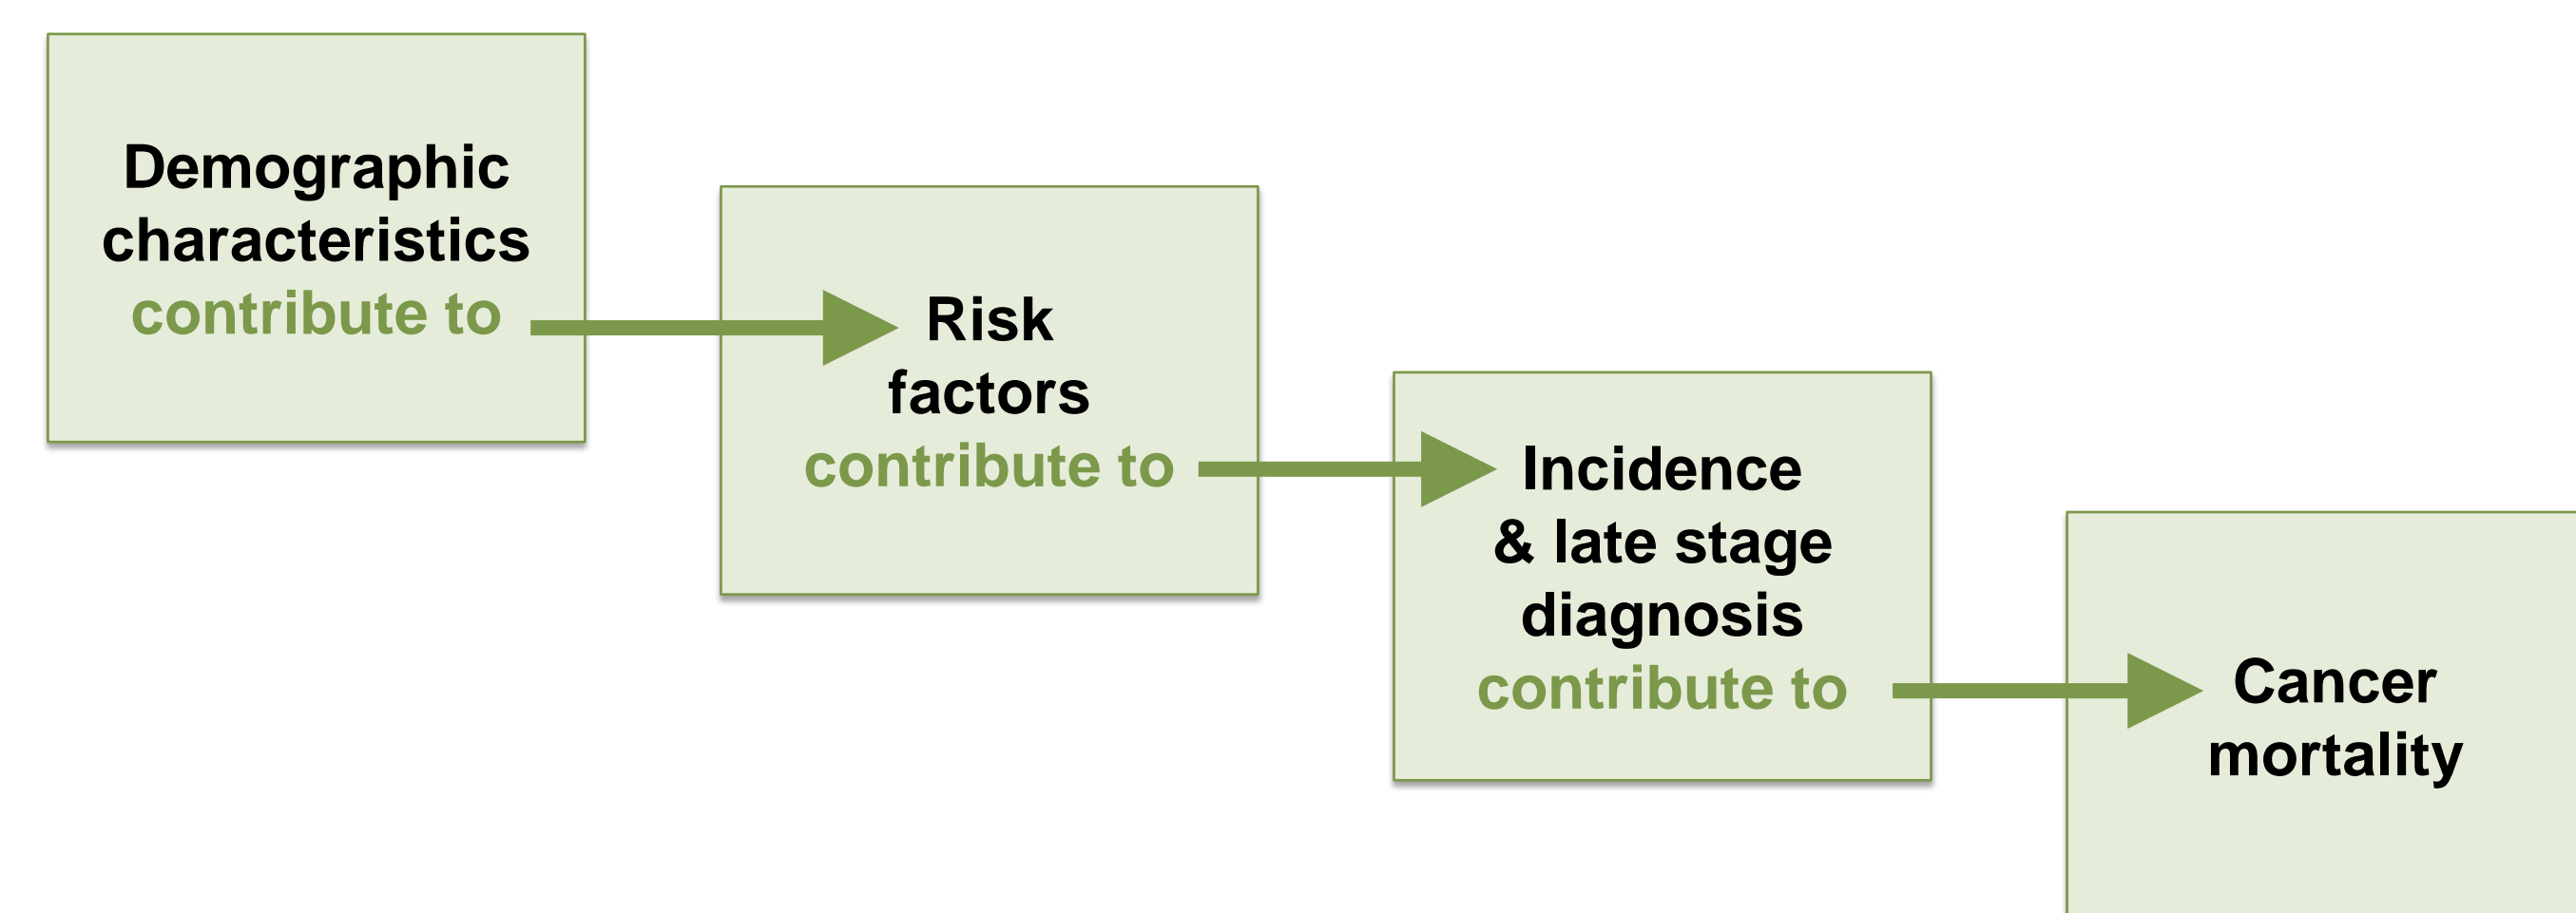 Demographic
characteristics
contribute to
Risk
factors
contribute to
Incidence
& late stage
diagnosis
contribute to
Cancer
mortality